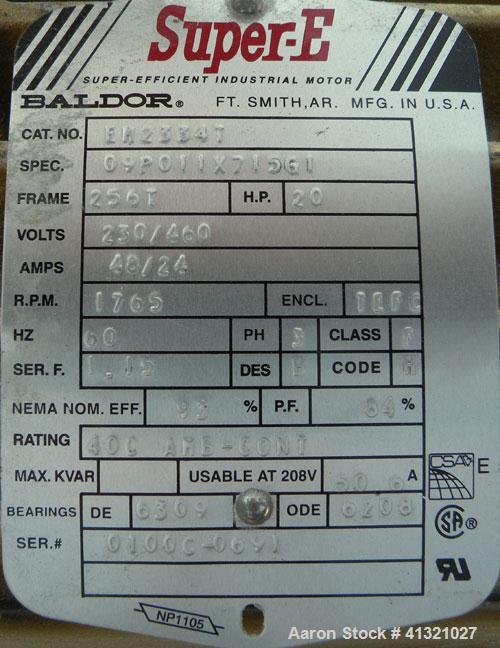 Super-E
SUPER-EFFICIENT INDUSTRIAL MOTOR
BALDOR® FT. SMITH, AR. MFG. IN U.S.A.
CAT. NO. EM2334T
SPEC. 09P011X715G1
FRAME 256T H.P. 20
VOLTS 230/460
AMPS 48/24
R.P.M. 1765 ENCL. TEFC
HZ 60 PH 3 CLASS F
SER. F. 1.15 DES B CODE H
NEMA NOM. EFF. 93 % P.F. 84 %
RATING 40C AMB-CONT
MAX. KVAR USABLE AT 208V 50.6 A
CSA E
BEARINGS DE 6309 ODE 6208
SER.# 0100C-0691
NP1105
Aaron Stock # 41321027